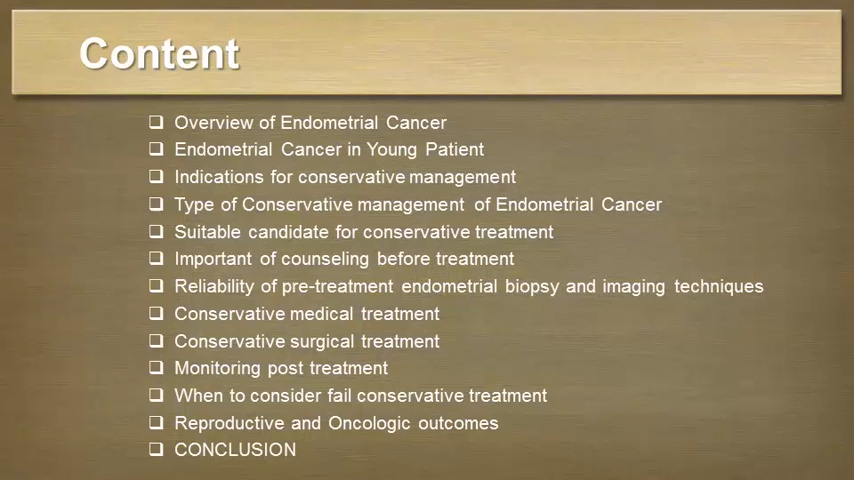 Content
❑ Overview of Endometrial Cancer
❑ Endometrial Cancer in Young Patient
❑ Indications for conservative management
❑ Type of Conservative management of Endometrial Cancer
❑ Suitable candidate for conservative treatment
❑ Important of counseling before treatment
❑ Reliability of pre-treatment endometrial biopsy and imaging techniques
❑ Conservative medical treatment
❑ Conservative surgical treatment
❑ Monitoring post treatment
❑ When to consider fail conservative treatment
❑ Reproductive and Oncologic outcomes
❑ CONCLUSION